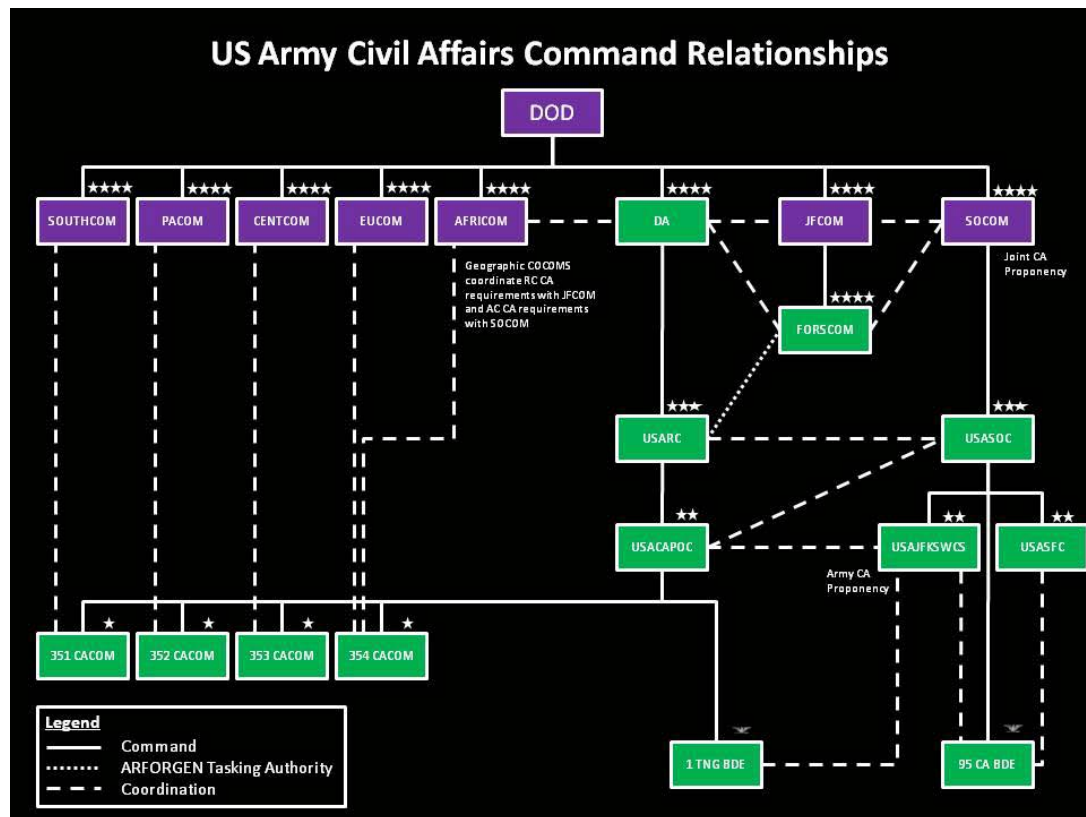 US Army Civil Affairs Command Relationships
DOD
SOUTHCOM
PACOM
CENTCOM
EUCOM
AFRICOM
DA
JFCOM
SOCOM
Geographic COCOMS
coordinate RC CA
requirements with JFCOM
and AC CA requirements
with SOCOM
Joint CA
Proponency
FORSCOM
USARC
USASOC
USACAPOC
USAJFKSWCS
USASFC
Army CA
Proponency
351 CACOM
352 CACOM
353 CACOM
354 CACOM
1 TNG BDE
95 CA BDE
Legend
Command
ARFORGEN Tasking Authority
Coordination